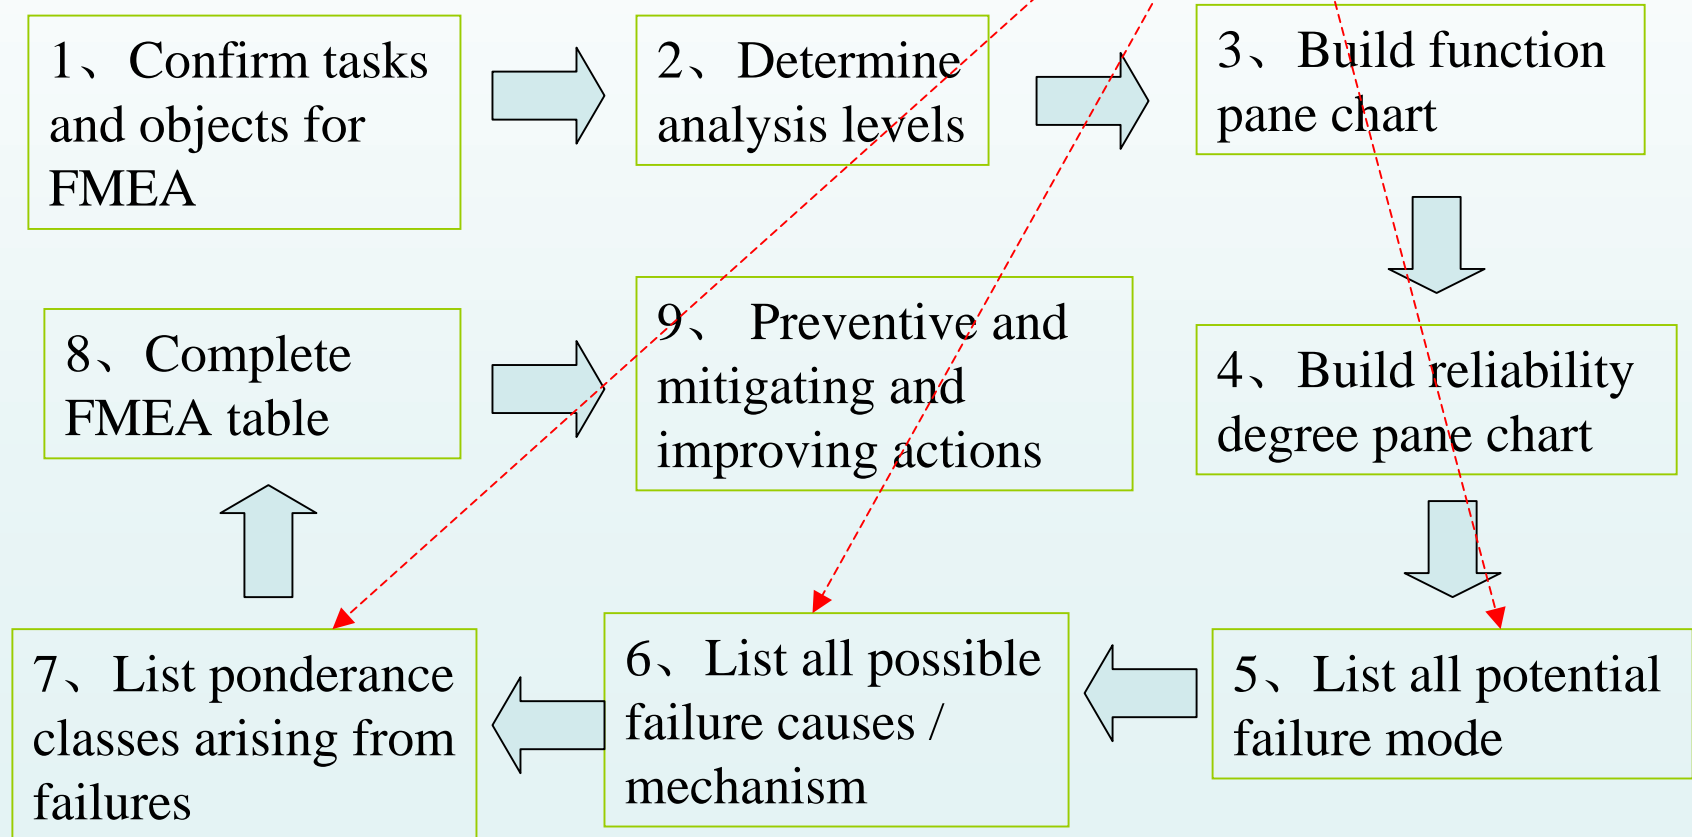 1、Confirm tasks
and objects for
FMEA
2、Determine
analysis levels
3、Build function
pane chart
4、Build reliability
degree pane chart
5、List all potential
failure mode
6、List all possible
failure causes /
mechanism
7、List ponderance
classes arising from
failures
8、Complete
FMEA table
9、 Preventive and
mitigating and
improving actions